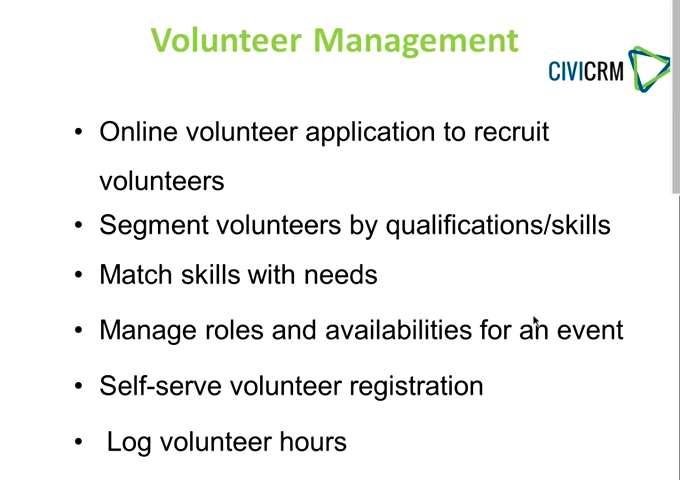 Volunteer Management
CIVICRM
• Online volunteer application to recruit
volunteers
• Segment volunteers by qualifications/skills
• Match skills with needs
• Manage roles and availabilities for an event
• Self-serve volunteer registration
• Log volunteer hours